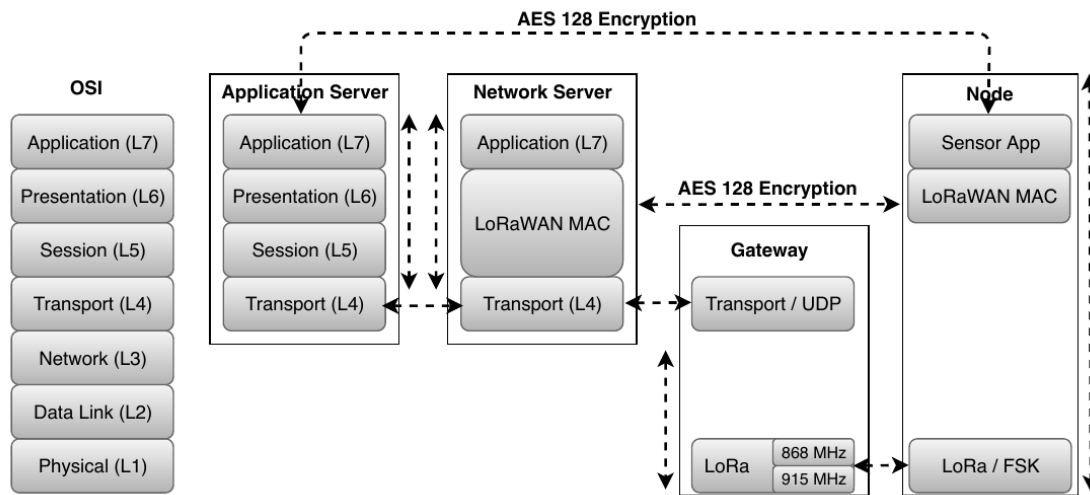 AES 128 Encryption
OSI
Application (L7)
Presentation (L6)
Session (L5)
Transport (L4)
Network (L3)
Data Link (L2)
Physical (L1)
Application Server
Application (L7)
Presentation (L6)
Session (L5)
Transport (L4)
Network Server
Application (L7)
LoRaWAN MAC
Transport (L4)
AES 128 Encryption
Gateway
Transport / UDP
LoRa
868 MHz
915 MHz
Node
Sensor App
LoRaWAN MAC
LoRa / FSK